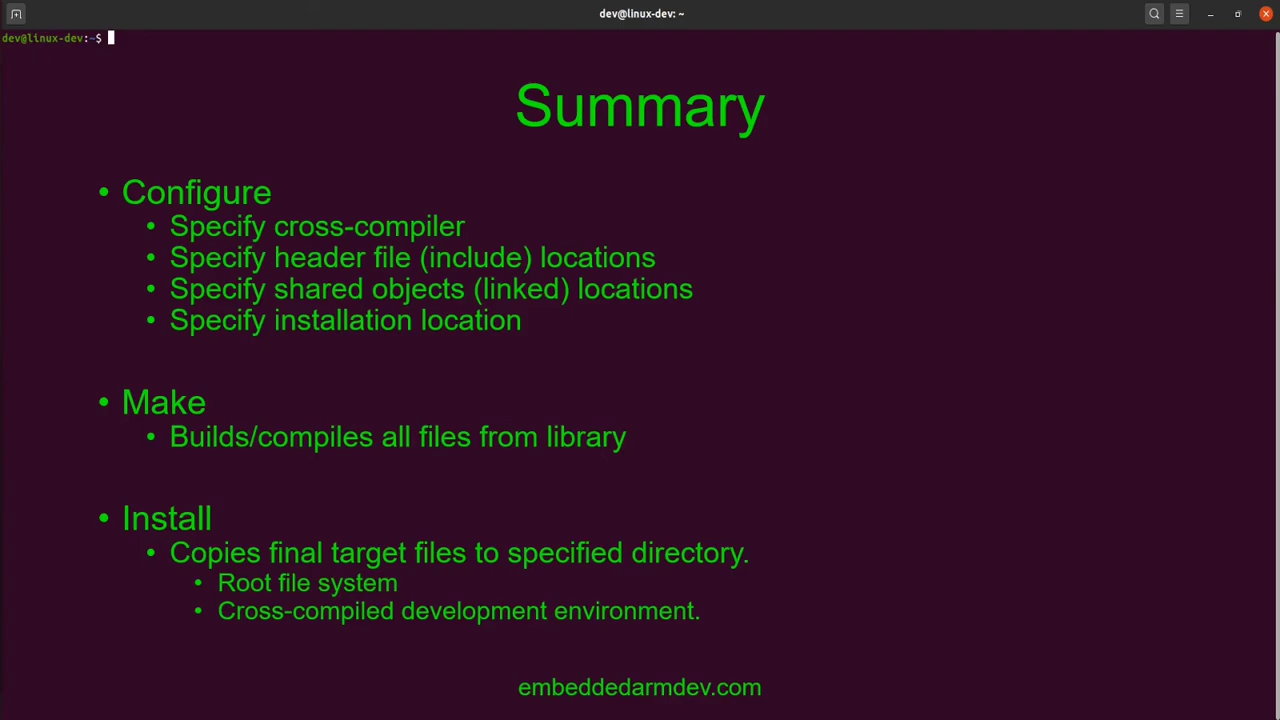 dev@linux-dev: ~
dev@linux-dev:~$
Summary
• Configure
• Specify cross-compiler
• Specify header file (include) locations
• Specify shared objects (linked) locations
• Specify installation location
• Make
• Builds/compiles all files from library
• Install
• Copies final target files to specified directory.
• Root file system
• Cross-compiled development environment.
embeddedarmdev.com